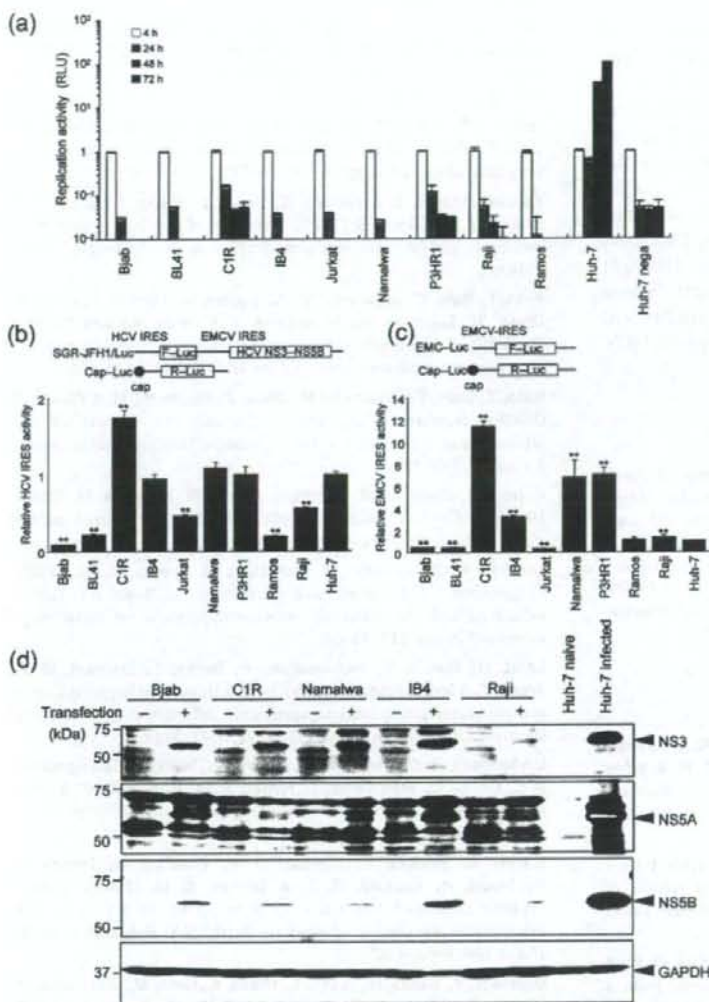 (a)
Replication activity (RLU)
10³
10²
10¹
1
10⁻¹
10⁻²
4 h
24 h
48 h
72 h
Bjab
BL41
C1R
IB4
Jurkat
Namalwa
P3HR1
Raji
Ramos
Huh-7
Huh-7 nega
(b)
HCV IRES EMCV-IRES
SGR-JFH1/Luc F-Luc HCV NS3-NS5B
Cap-Luc R-Luc
cap
Relative HCV IRES activity
2
1
0
** ** ** ** ** **
Bjab
BL41
C1R
IB4
Jurkat
Namalwa
P3HR1
Ramos
Raji
Huh-7
(c)
EMCV-IRES
EMC-Luc F-Luc
Cap-Luc R-Luc
cap
Relative EMCV IRES activity
14
12
10
8
6
4
2
0
** ** ** ** ** ** ** **
Bjab
BL41
C1R
IB4
Jurkat
Namalwa
P3HR1
Ramos
Raji
Huh-7
(d)
Bjab C1R Namalwa IB4 Raji Huh-7 naive Huh-7 Infected
Transfection − + − + − + − + − +
(kDa)
75
50
NS3
75
50
NS5A
75
50
NS5B
37
GAPDH